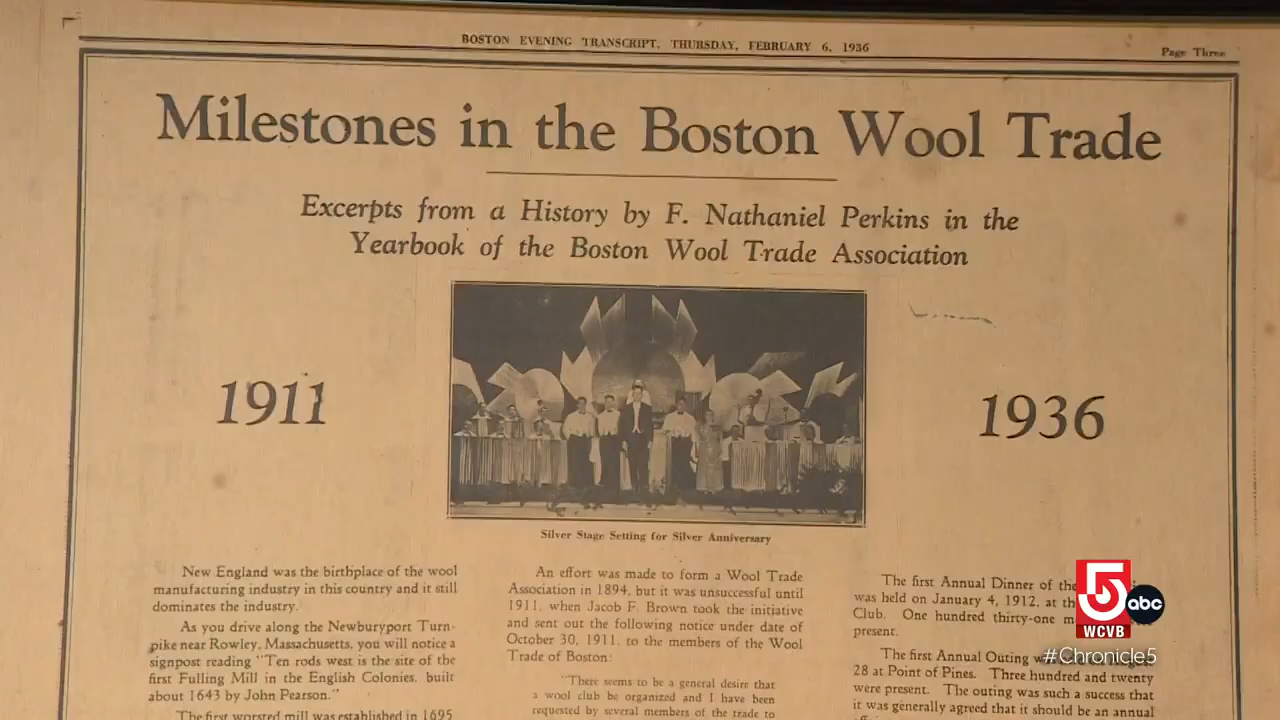 BOSTON EVENING TRANSCRIPT, THURSDAY, FEBRUARY 6, 1936
Page Three
Milestones in the Boston Wool Trade
Excerpts from a History by F. Nathaniel Perkins in the
Yearbook of the Boston Wool Trade Association
1911
1936
Silver Stage Setting for Silver Anniversary
New England was the birthplace of the wool
manufacturing industry in this country and it still
dominates the industry.
As you drive along the Newburyport Turn-
pike near Rowley, Massachusetts, you will notice a
signpost reading "Ten rods west is the site of the
first Fulling Mill in the English Colonies, built
about 1643 by John Pearson."
The first worsted mill was established in 1695
An effort was made to form a Wool Trade
Association in 1894, but it was unsuccessful until
1911, when Jacob F. Brown took the initiative
and sent out the following notice under date of
October 30, 1911, to the members of the Wool
Trade of Boston:
"There seems to be a general desire that
a wool club be organized and I have been
requested by several members of the trade to
The first Annual Dinner of the
was held on January 4, 1912, at th
Club. One hundred thirty-one m
present.
The first Annual Outing w
28 at Point of Pines. Three hundred and twenty
were present. The outing was such a success that
it was generally agreed that it should be an annual
5
abc
WCVB
#Chronicle5